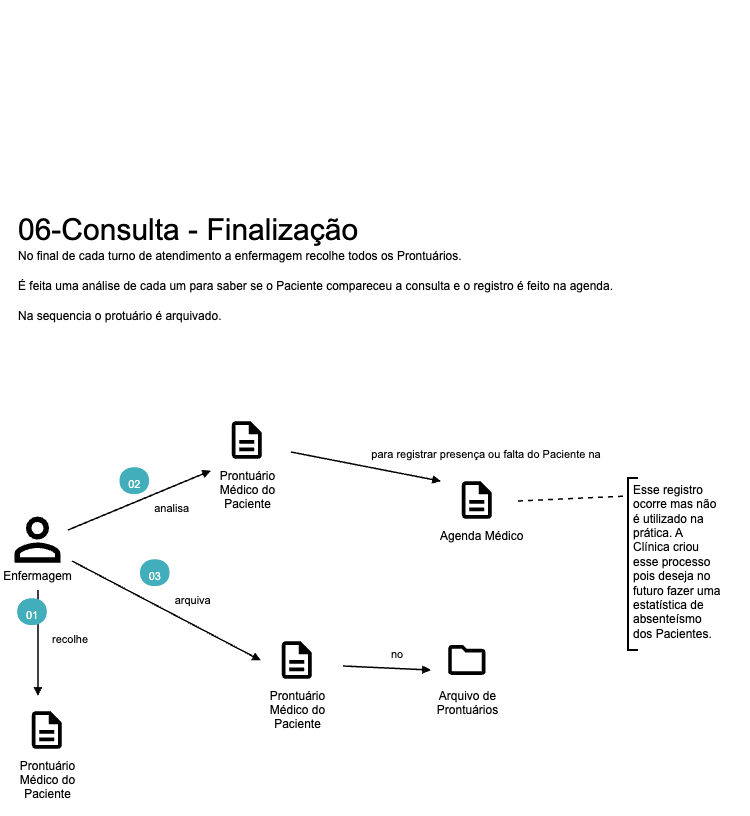 06-Consulta - Finalização
No final de cada turno de atendimento a enfermagem recolhe todos os Prontuários.
É feita uma análise de cada um para saber se o Paciente compareceu a consulta e o registro é feito na agenda.
Na sequencia o protuário é arquivado.
para registrar presença ou falta do Paciente na
02
Prontuário
Médico do
Paciente
analisa
Agenda Médico
Esse registro
ocorre mas não
é utilizado na
prática. A
Clínica criou
esse processo
pois deseja no
futuro fazer uma
estatística de
absenteísmo
dos Pacientes.
Enfermagem
03
arquiva
01
recolhe
no
Prontuário
Médico do
Paciente
Arquivo de
Prontuários
Prontuário
Médico do
Paciente